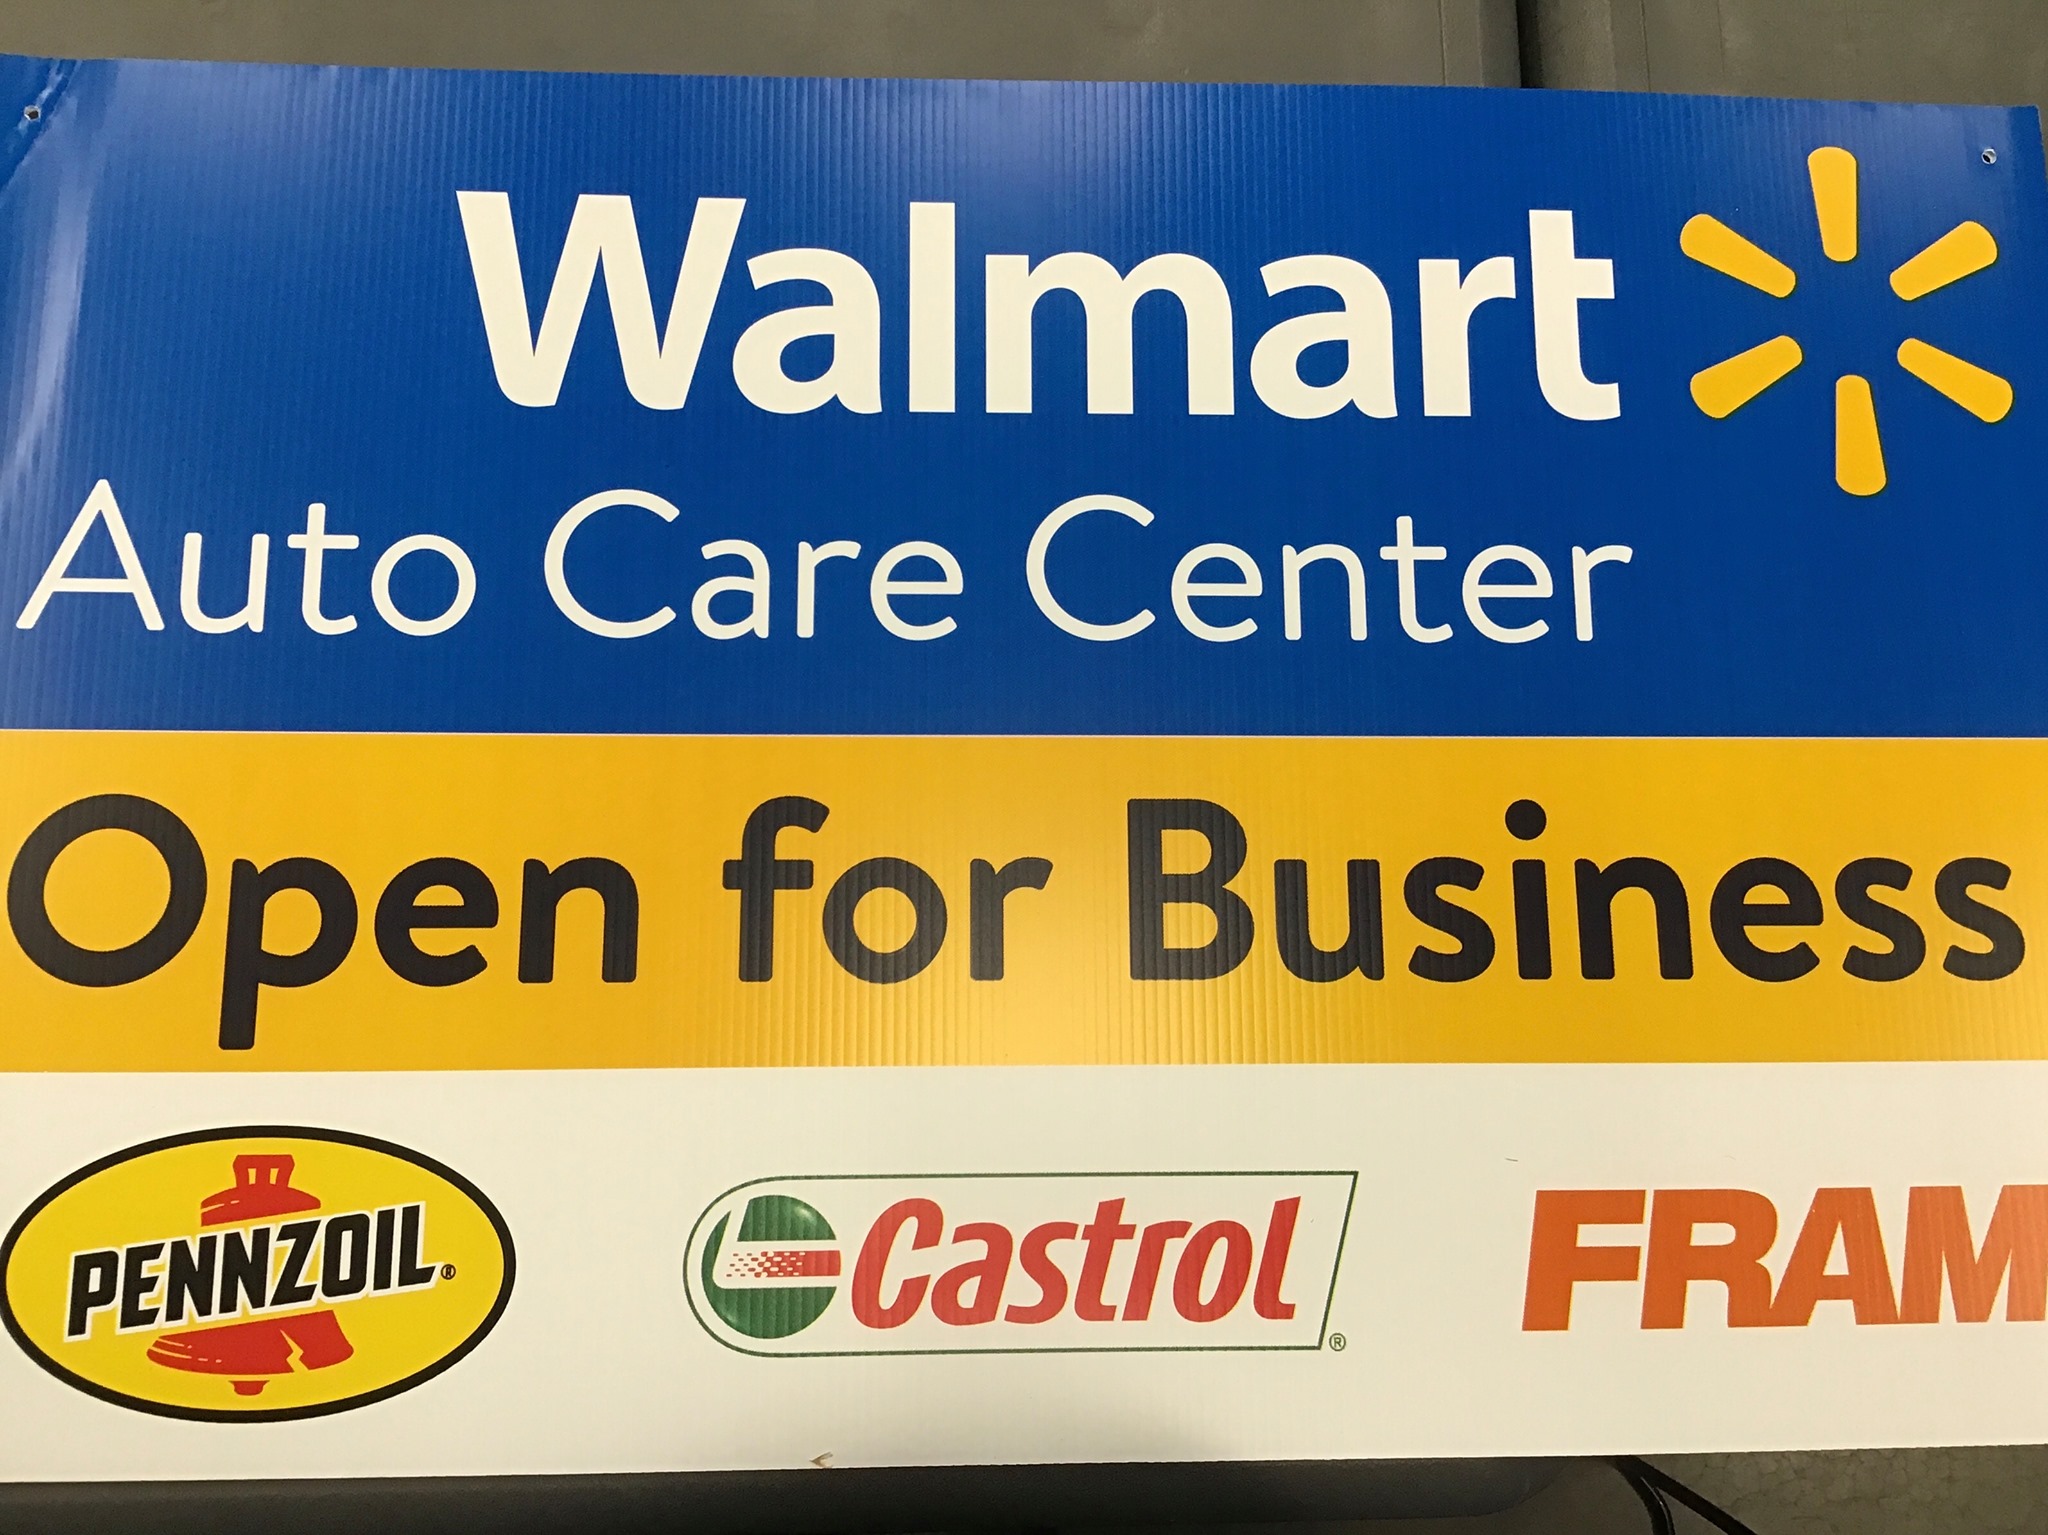 Walmart
Auto Care Center
Open for Business
PENNZOIL®
Castrol®
FRAM